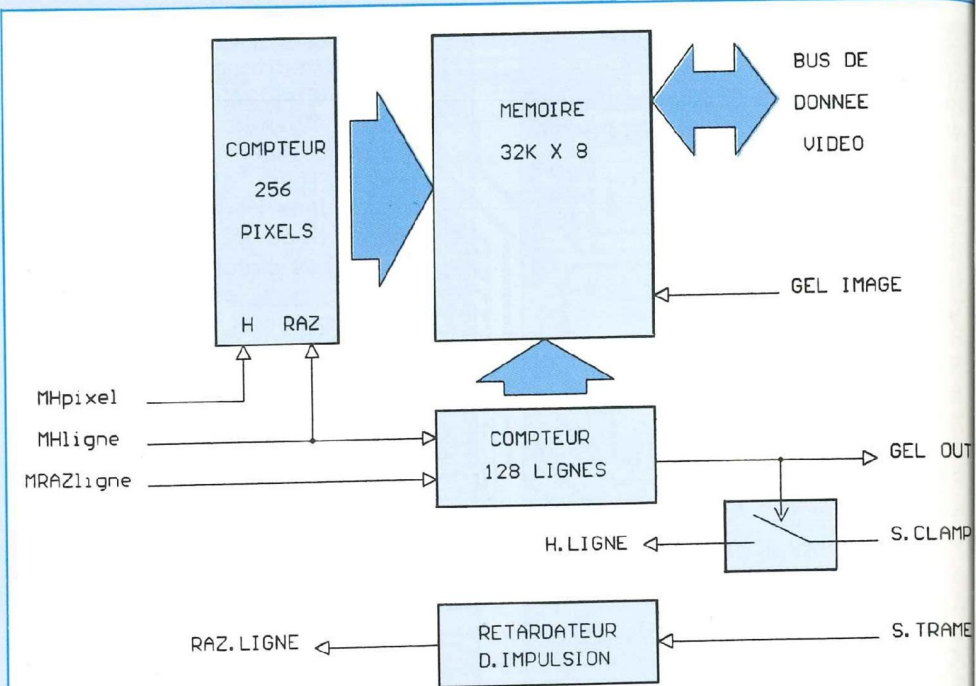 COMPTEUR
256
PIXELS
H RAZ
MEMOIRE
32K X 8
BUS DE
DONNEE
VIDEO
GEL IMAGE
MHpixel
MHligne
MRAZligne
COMPTEUR
128 LIGNES
GEL OUT
H.LIGNE
S.CLAMP
RAZ.LIGNE
RETARDATEUR
D.IMPULSION
S.TRAME